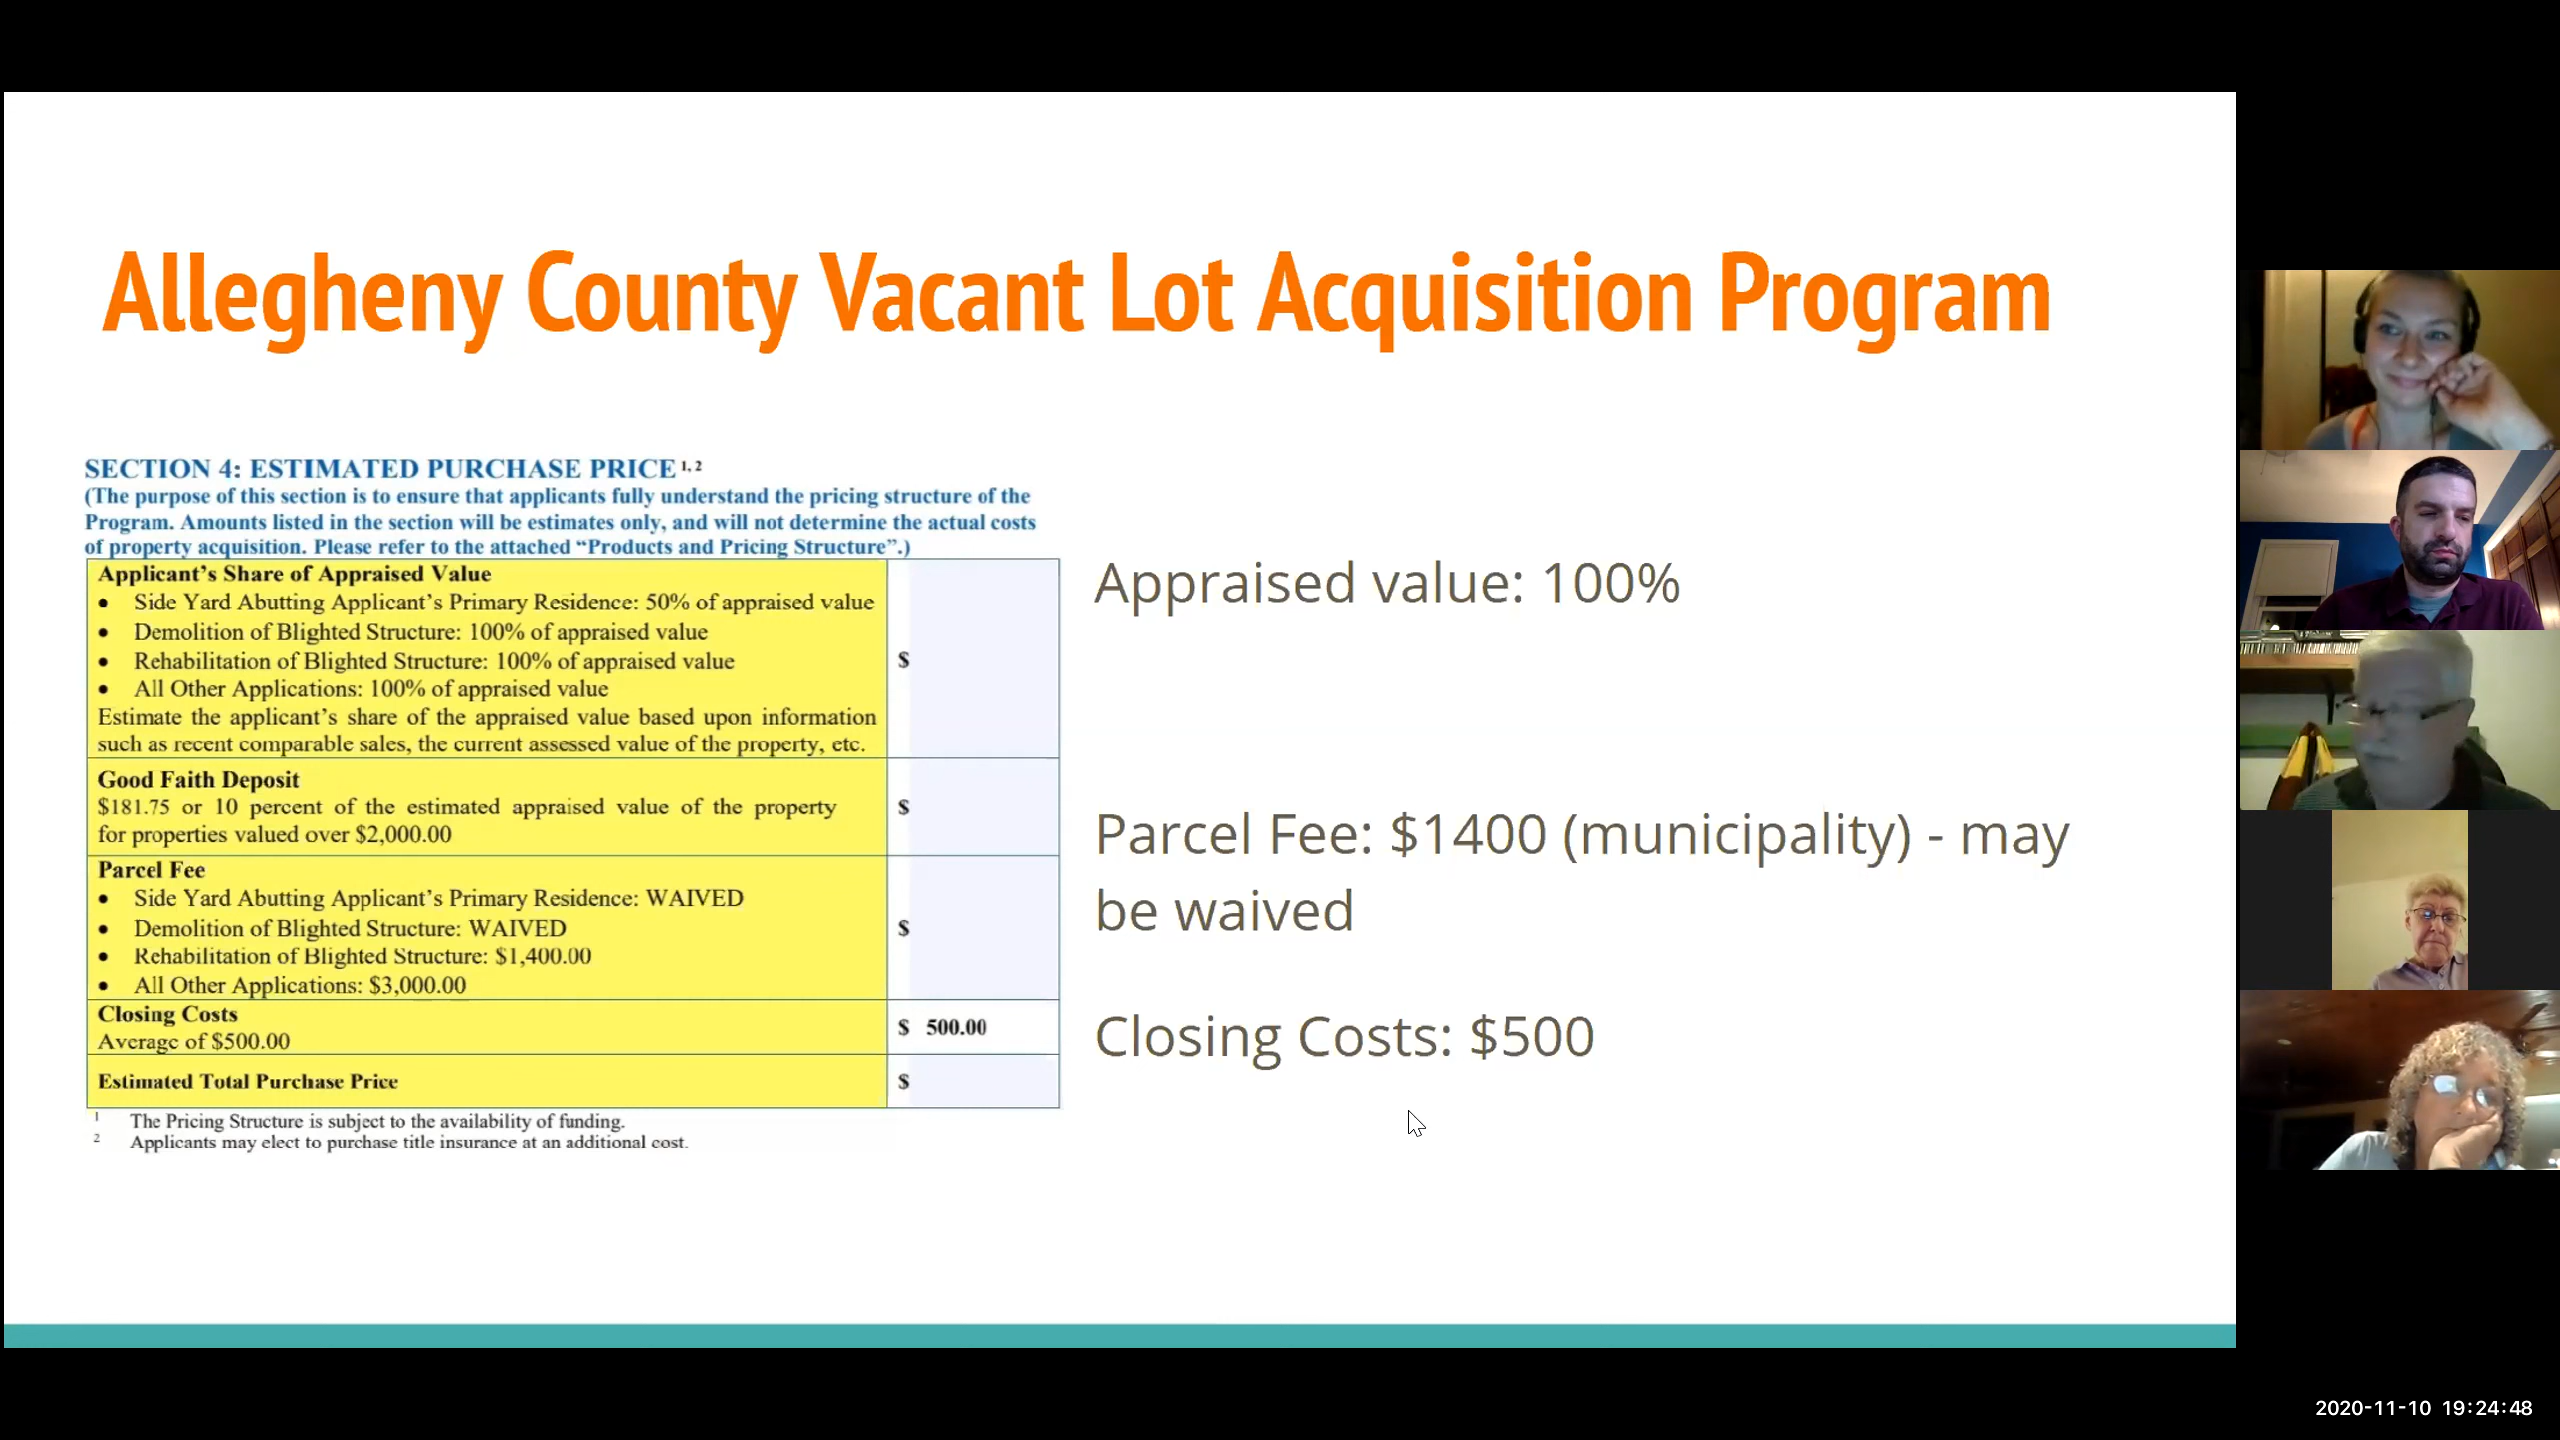 Allegheny County Vacant Lot Acquisition Program
SECTION 4: ESTIMATED PURCHASE PRICE 1, 2
(The purpose of this section is to ensure that applicants fully understand the pricing structure of the
Program. Amounts listed in the section will be estimates only, and will not determine the actual costs
of property acquisition. Please refer to the attached “Products and Pricing Structure”.)
Applicant’s Share of Appraised Value
• Side Yard Abutting Applicant’s Primary Residence: 50% of appraised value
• Demolition of Blighted Structure: 100% of appraised value
• Rehabilitation of Blighted Structure: 100% of appraised value
$
• All Other Applications: 100% of appraised value
Estimate the applicant’s share of the appraised value based upon information
such as recent comparable sales, the current assessed value of the property, etc.
Good Faith Deposit
$181.75 or 10 percent of the estimated appraised value of the property
$
for properties valued over $2,000.00
Parcel Fee
• Side Yard Abutting Applicant’s Primary Residence: WAIVED
• Demolition of Blighted Structure: WAIVED
$
• Rehabilitation of Blighted Structure: $1,400.00
• All Other Applications: $3,000.00
Closing Costs
Average of $500.00
$ 500.00
Estimated Total Purchase Price
$
1 The Pricing Structure is subject to the availability of funding.
2 Applicants may elect to purchase title insurance at an additional cost.
Appraised value: 100%
Parcel Fee: $1400 (municipality) - may
be waived
Closing Costs: $500
2020-11-10 19:24:48